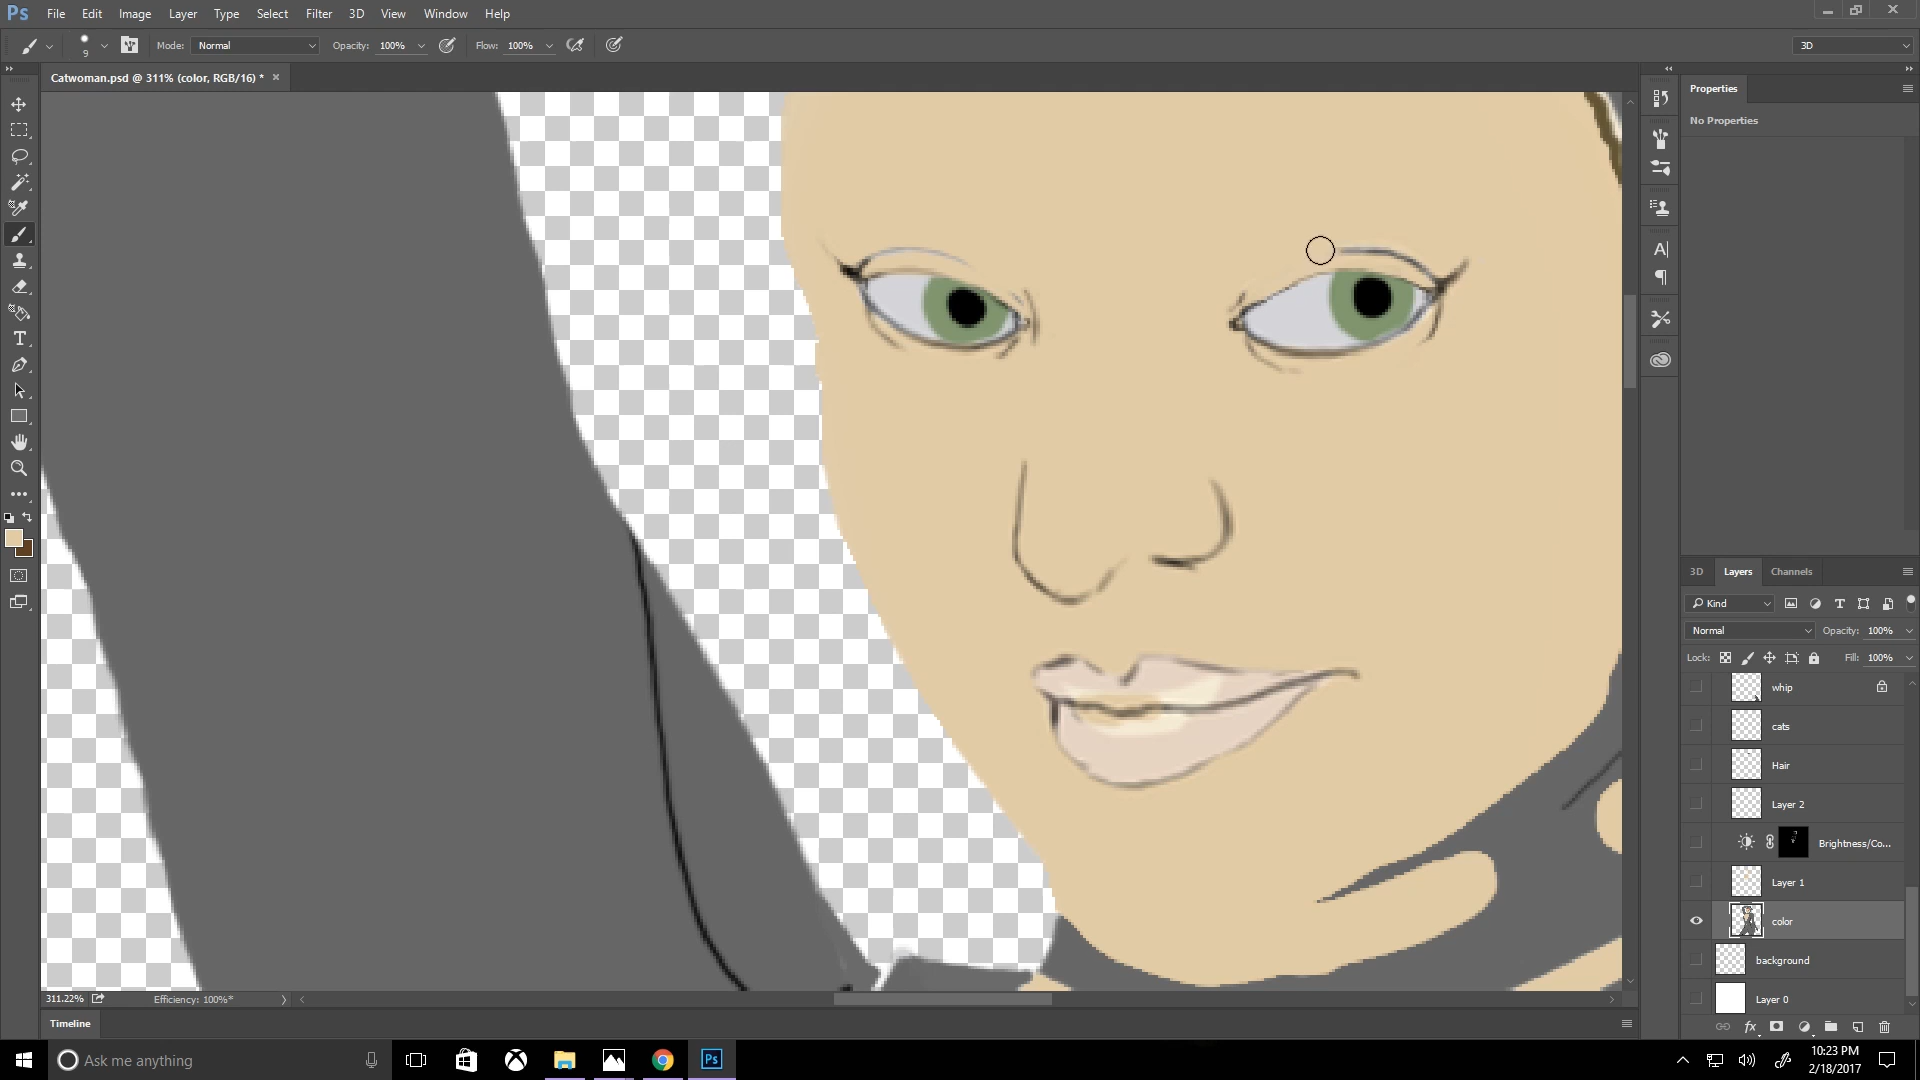 Ps File Edit Image Layer Type Select Filter 3D View Window Help
9 Mode: Normal Opacity: 100% Flow: 100% 3D
Catwoman.psd @ 311% (color, RGB/16) * ×
Properties
No Properties
3D Layers Channels
Kind
Normal Opacity: 100%
Lock: Fill: 100%
whip
cats
Hair
Layer 2
Brightness/Co...
Layer 1
color
background
Layer 0
311.22% Efficiency: 100%*
Timeline
Ask me anything
Ps
10:23 PM
2/18/2017